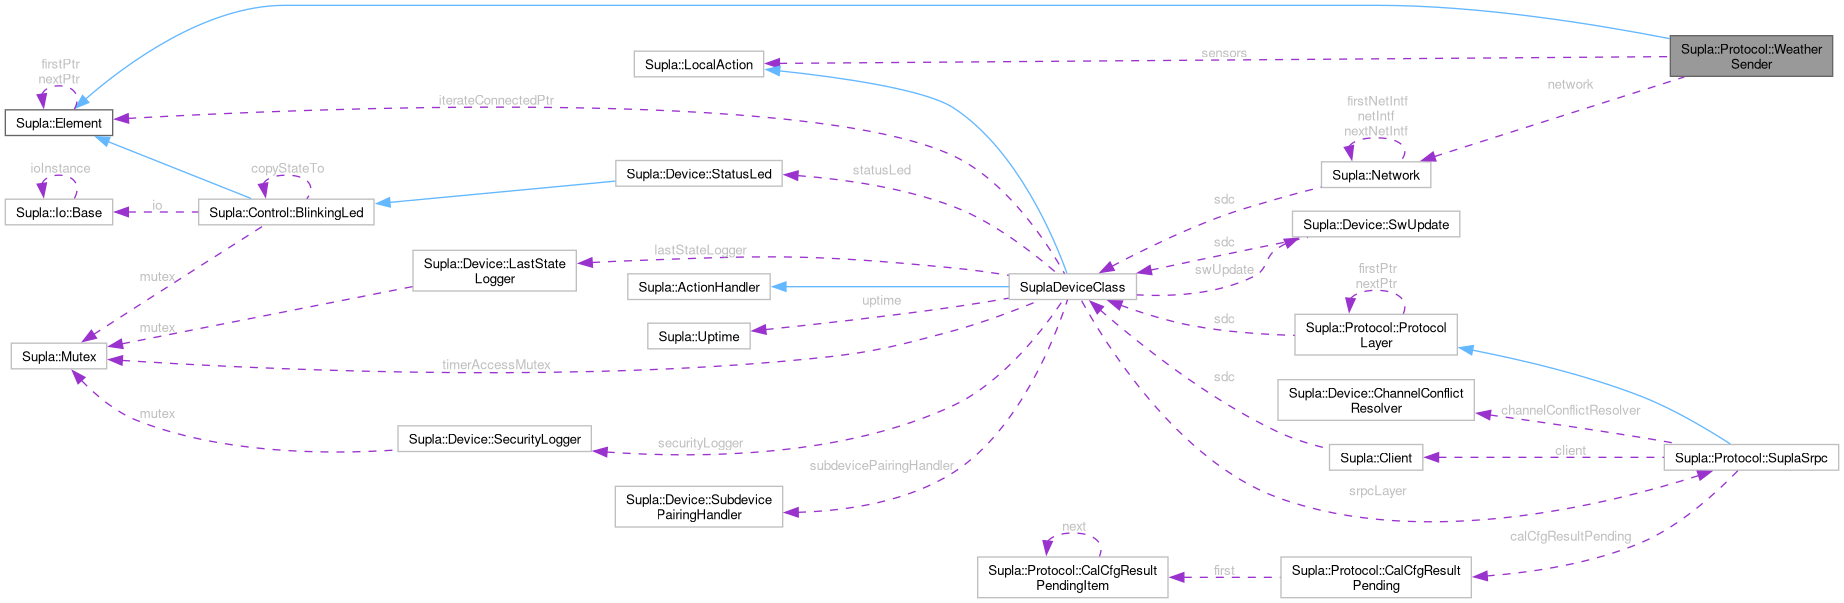 firstPtr
nextPtr
Supla::Element
ioInstance
Supla::Io::Base
io
copyStateTo
Supla::Control::BlinkingLed
mutex
Supla::Mutex
mutex
mutex
Supla::Device::LastState
Logger
Supla::Device::SecurityLogger
iterateConnectedPtr
Supla::LocalAction
Supla::Device::StatusLed
lastStateLogger
Supla::ActionHandler
Supla::Uptime
timerAccessMutex
securityLogger
Supla::Device::Subdevice
PairingHandler
statusLed
uptime
subdevicePairingHandler
SuplaDeviceClass
next
Supla::Protocol::CalCfgResult
PendingItem
sensors
sdc
sdc
swUpdate
sdc
sdc
srpcLayer
first
firstNetIntf
netIntf
nextNetIntf
Supla::Network
Supla::Device::SwUpdate
firstPtr
nextPtr
Supla::Protocol::Protocol
Layer
Supla::Device::ChannelConflict
Resolver
Supla::Client
Supla::Protocol::CalCfgResult
Pending
network
channelConflictResolver
client
calCfgResultPending
Supla::Protocol::Weather
Sender
Supla::Protocol::SuplaSrpc